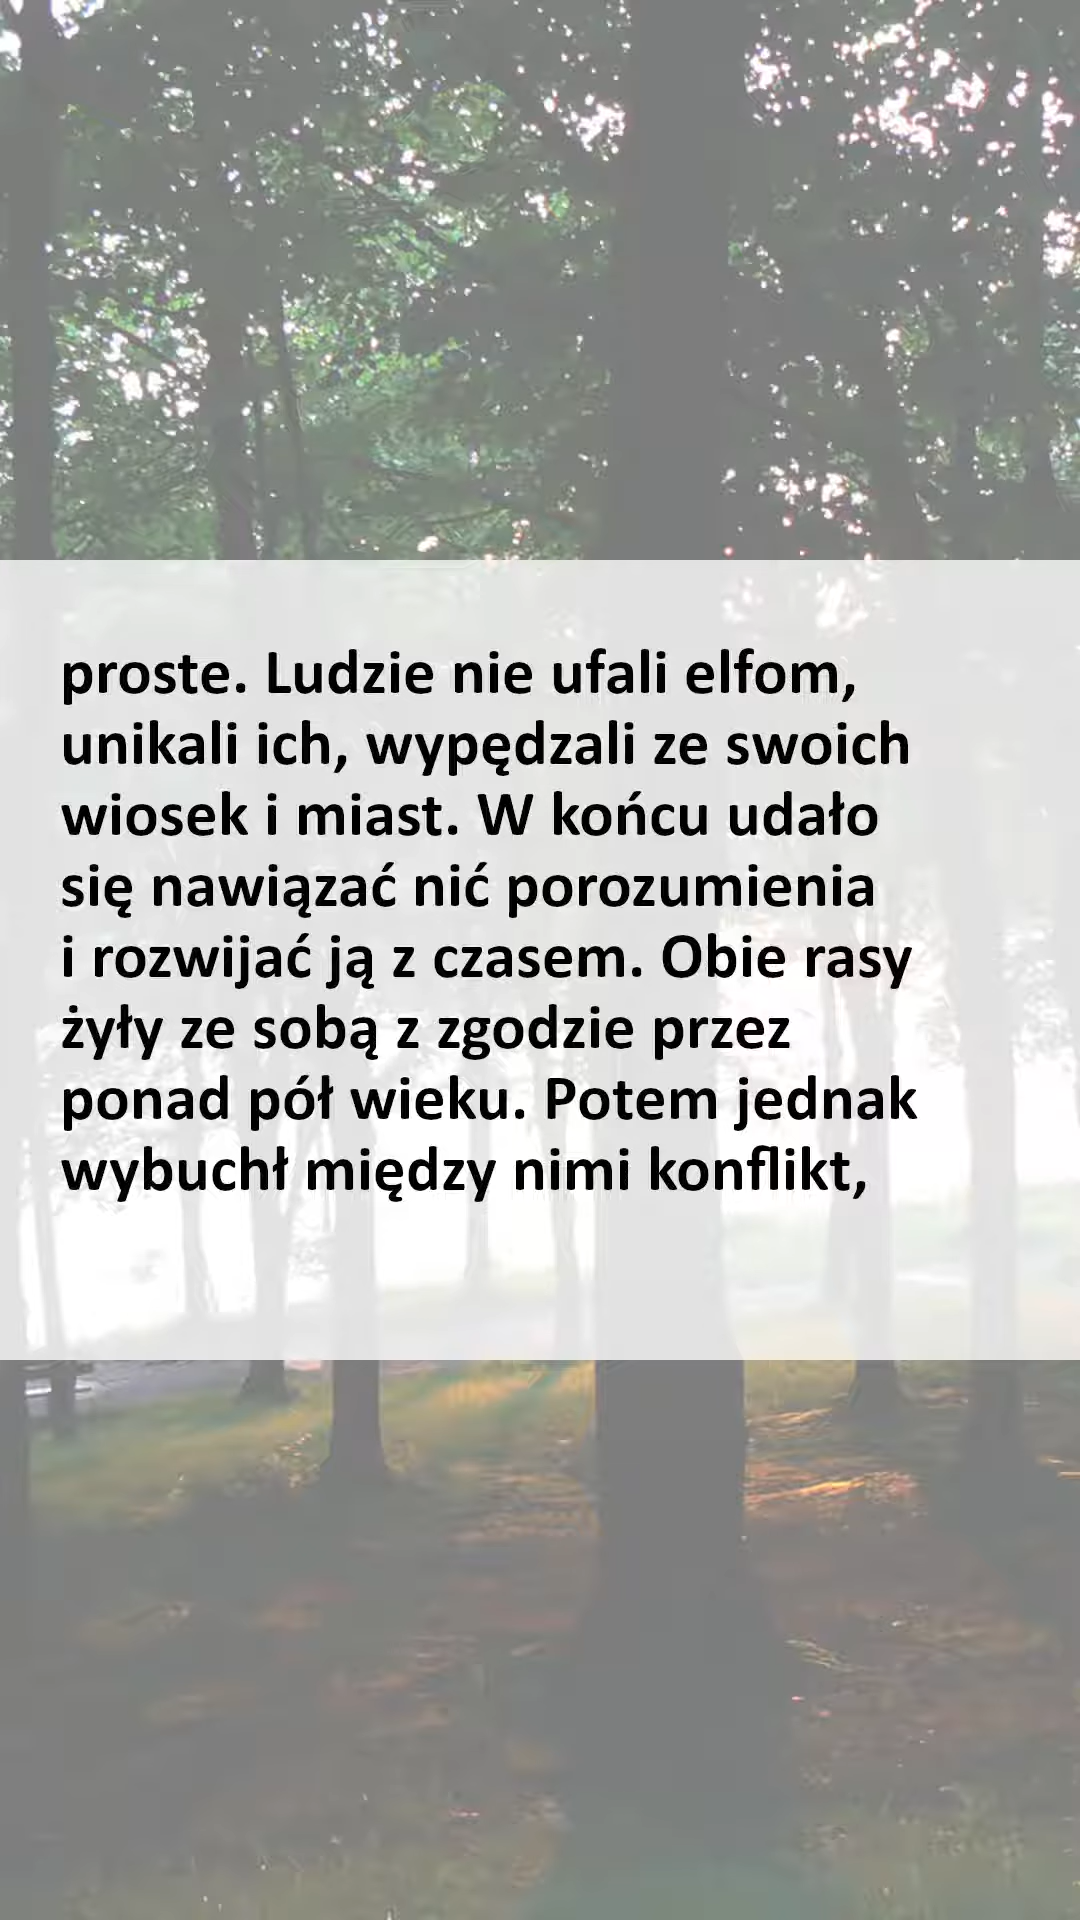 proste. Ludzie nie ufali elfom,
unikali ich, wypędzali ze swoich
wiosek i miast. W końcu udało
się nawiązać nić porozumienia
i rozwijać ją z czasem. Obie rasy
żyły ze sobą z zgodzie przez
ponad pół wieku. Potem jednak
wybuchł między nimi konflikt,